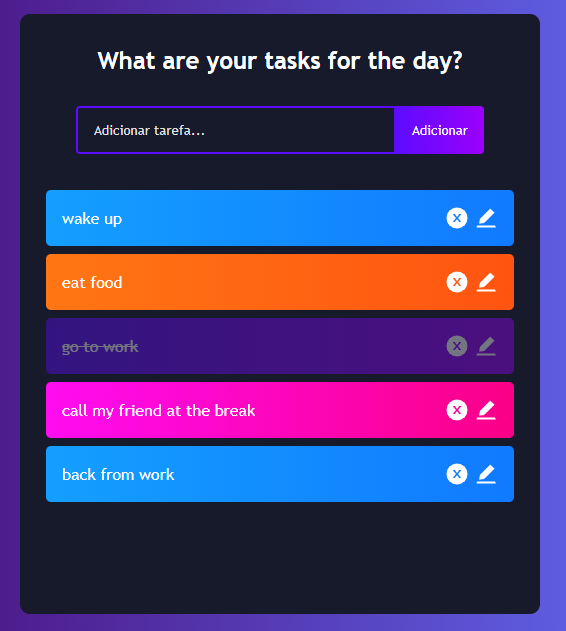 What are your tasks for the day?
Adicionar tarefa...
Adicionar
wake up
eat food
go to work
call my friend at the break
back from work